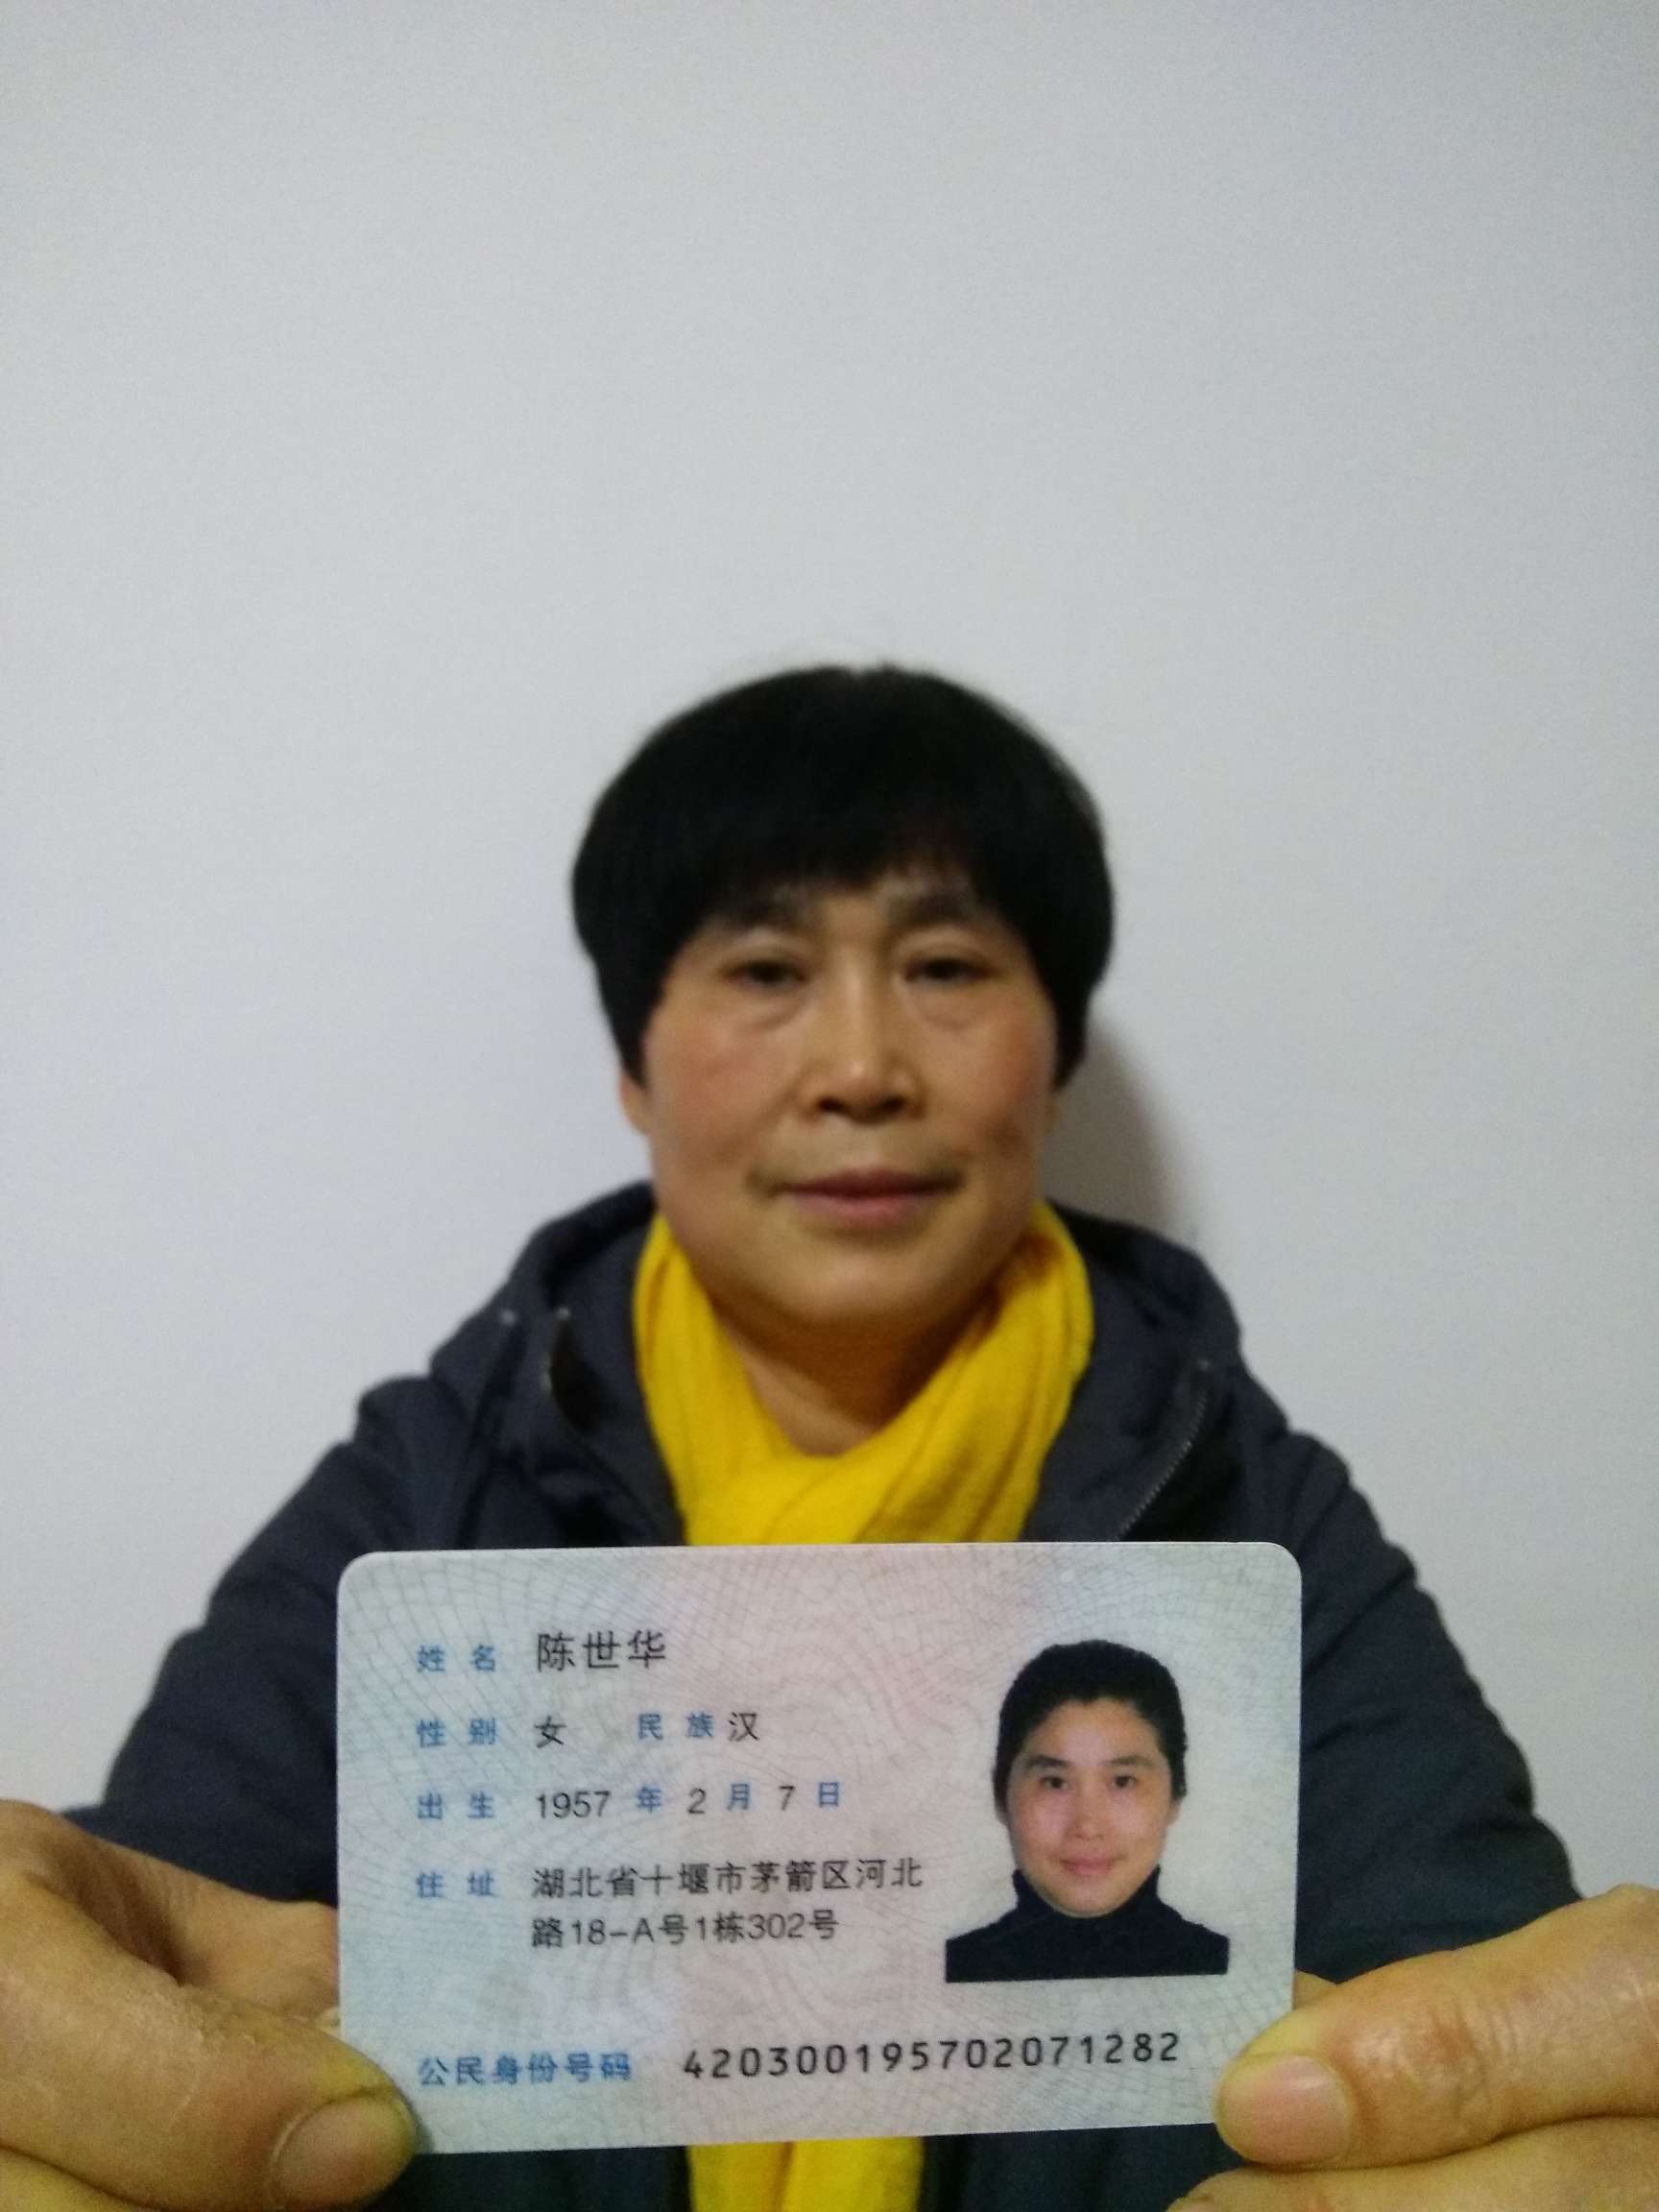 姓名 陈世华
性别 女 民族 汉
出生 1957 年 2 月 7 日
住址 湖北省十堰市茅箭区河北
路18-A号1栋302号
公民身份号码 420300195702071282